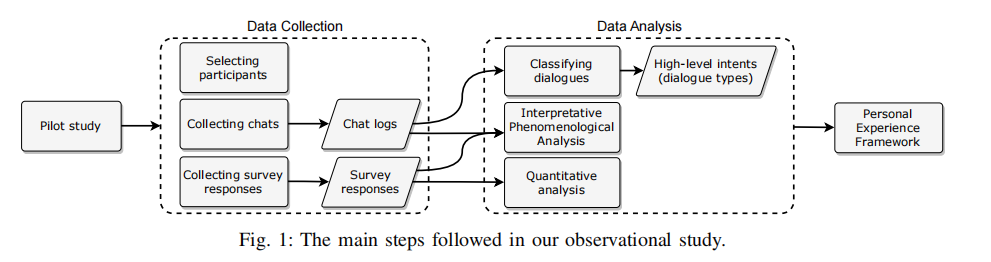 Data Collection
Data Analysis
Pilot study
Selecting
participants
Collecting chats
Chat logs
Collecting survey
responses
Survey
responses
Classifying
dialogues
High-level intents
(dialogue types)
Interpretative
Phenomenological
Analysis
Quantitative
analysis
Personal
Experience
Framework
Fig. 1: The main steps followed in our observational study.